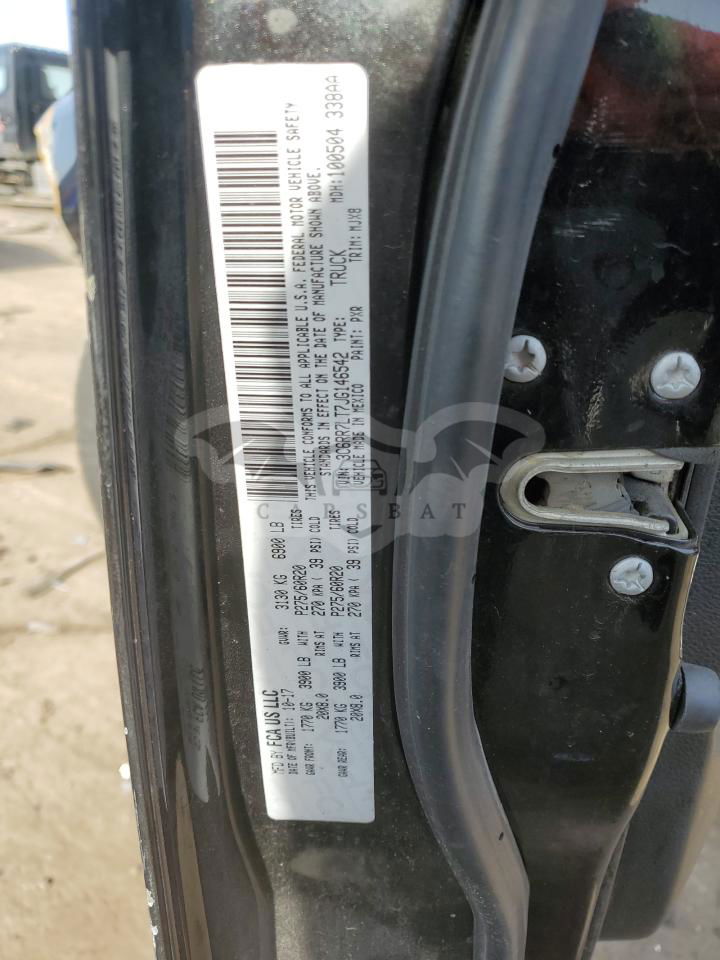 MFD BY FCA US LLC
DATE OF MFR(BUILT): 10-17 GVWR: 3130 KG 6900 LB
GAWR FRONT: 1770 KG 3900 LB WITH P275/60R20 TIRES
20X8.0 RIMS AT 270 KPA( 39 PSI) COLD
GAWR REAR: 1770 KG 3900 LB WITH P275/60R20 TIRES
20X8.0 RIMS AT 270 KPA( 39 PSI) COLD
THIS VEHICLE CONFORMS TO ALL APPLICABLE U.S.A. FEDERAL MOTOR VEHICLE SAFETY
STANDARDS IN EFFECT ON THE DATE OF MANUFACTURE SHOWN ABOVE.
MDH:100504 338AA
VIN: 3C6RR7LT7JG146542 TYPE: TRUCK
VEHICLE MADE IN MEXICO PAINT: PXR TRIM: MJX8
CARSBAT